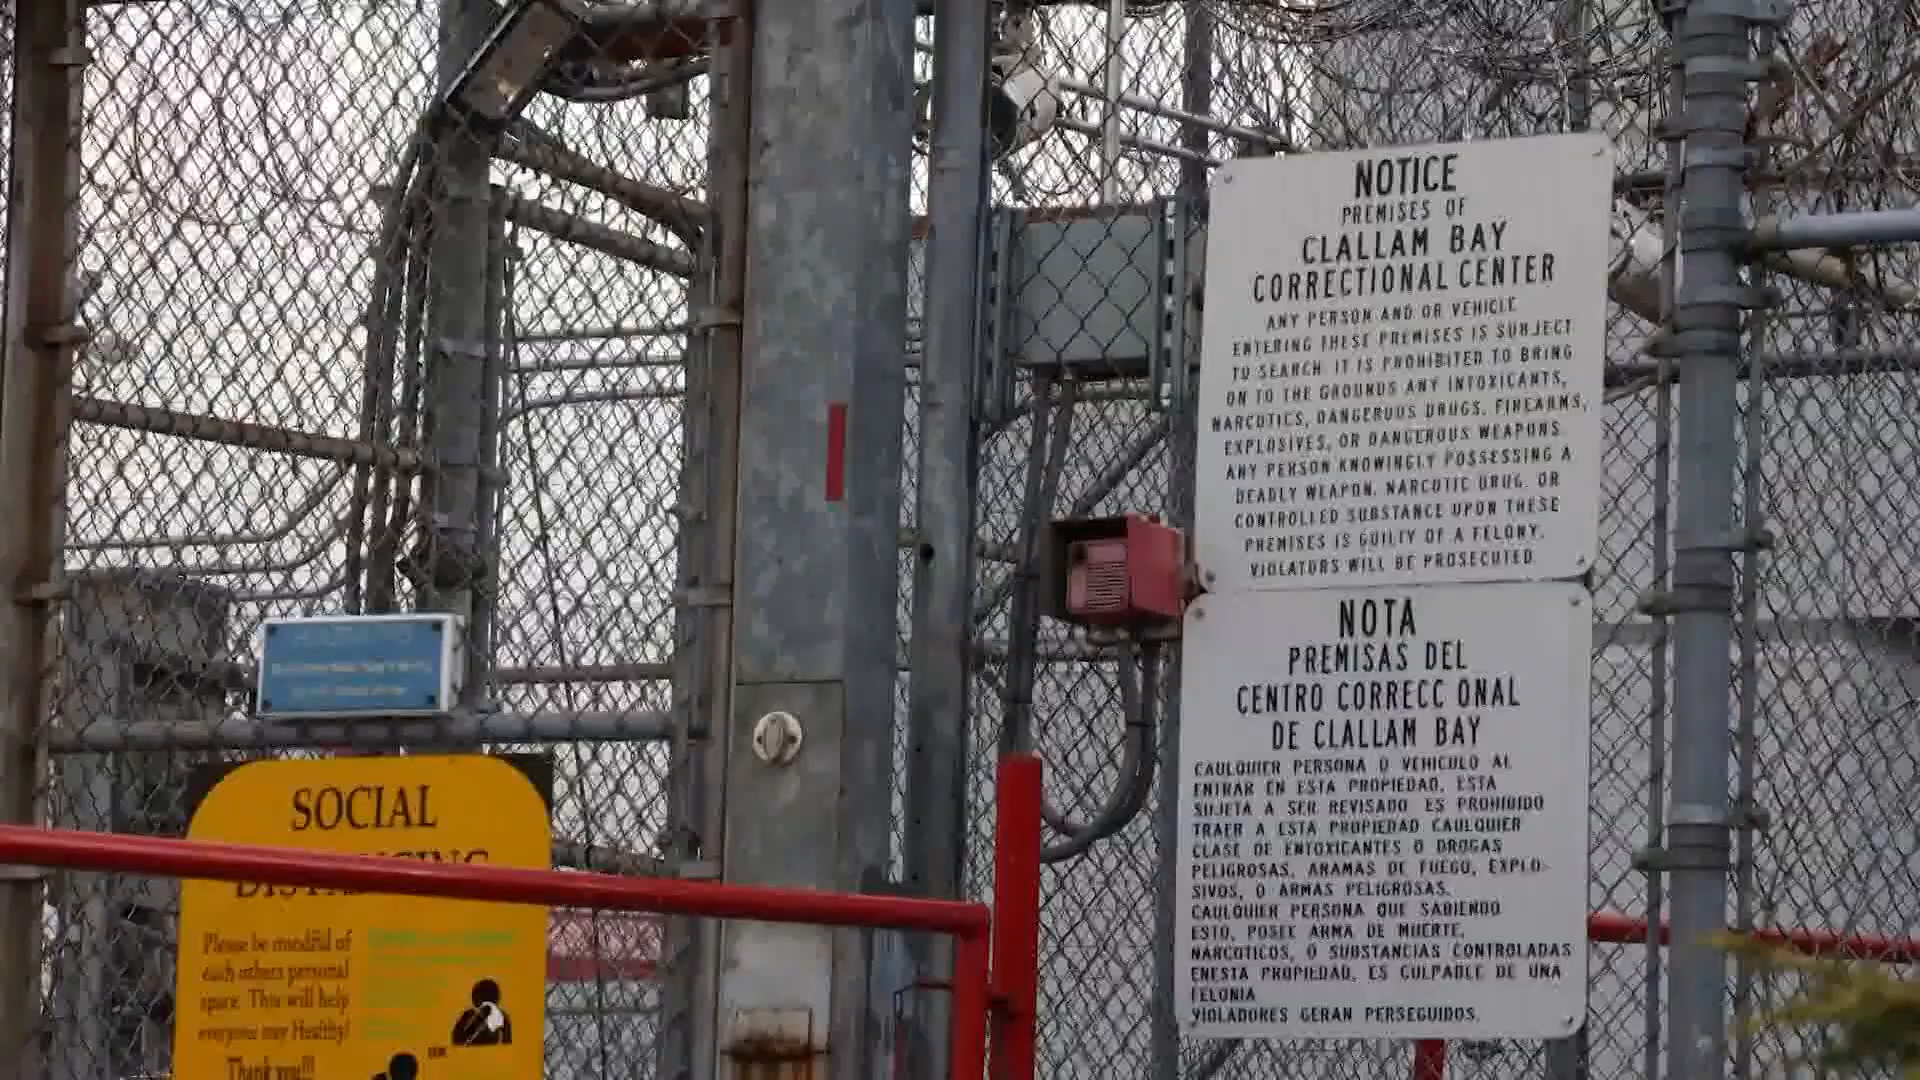 NOTICE
PREMISES OF
CLALLAM BAY
CORRECTIONAL CENTER
ANY PERSON AND OR VEHICLE
ENTERING THESE PREMISES IS SUBJECT
TO SEARCH. IT IS PROHIBITED TO BRING
ON TO THE GROUNDS ANY INTOXICANTS,
NARCOTICS, DANGEROUS DRUGS, FIREARMS,
EXPLOSIVES, OR DANGEROUS WEAPONS.
ANY PERSON KNOWINGLY POSSESSING A
DEADLY WEAPON, NARCOTIC DRUG, OR
CONTROLLED SUBSTANCE UPON THESE
PREMISES IS GUILTY OF A FELONY.
VIOLATORS WILL BE PROSECUTED
NOTA
PREMISAS DEL
CENTRO CORRECC ONAL
DE CLALLAM BAY
CAULQUIER PERSONA O VEHICULO AL
ENTRAR EN ESTA PROPIEDAD, ESTA
SUJETA A SER REVISADO ES PROHIBIDO
TRAER A ESTA PROPIEDAD CAULQUIER
CLASE DE ENTOXICANTES O DROGAS
PELIGROSAS, ARAMAS DE FUEGO, EXPLO-
SIVOS, O ARMAS PELIGROSAS.
CAULQUIER PERSONA QUE SABIENDO
ESTO, POSEE ARMA DE MUERTE,
NARCOTICOS, O SUBSTANCIAS CONTROLADAS
ENESTA PROPIEDAD, ES CULPABLE DE UNA
FELONIA
VIOLADORES CERAN PERSEGUIDOS.
SOCIAL
DISTANCING
Please be mindful of
each others personal
space. This will help
everyone stay Healthy!
Thank you!!!